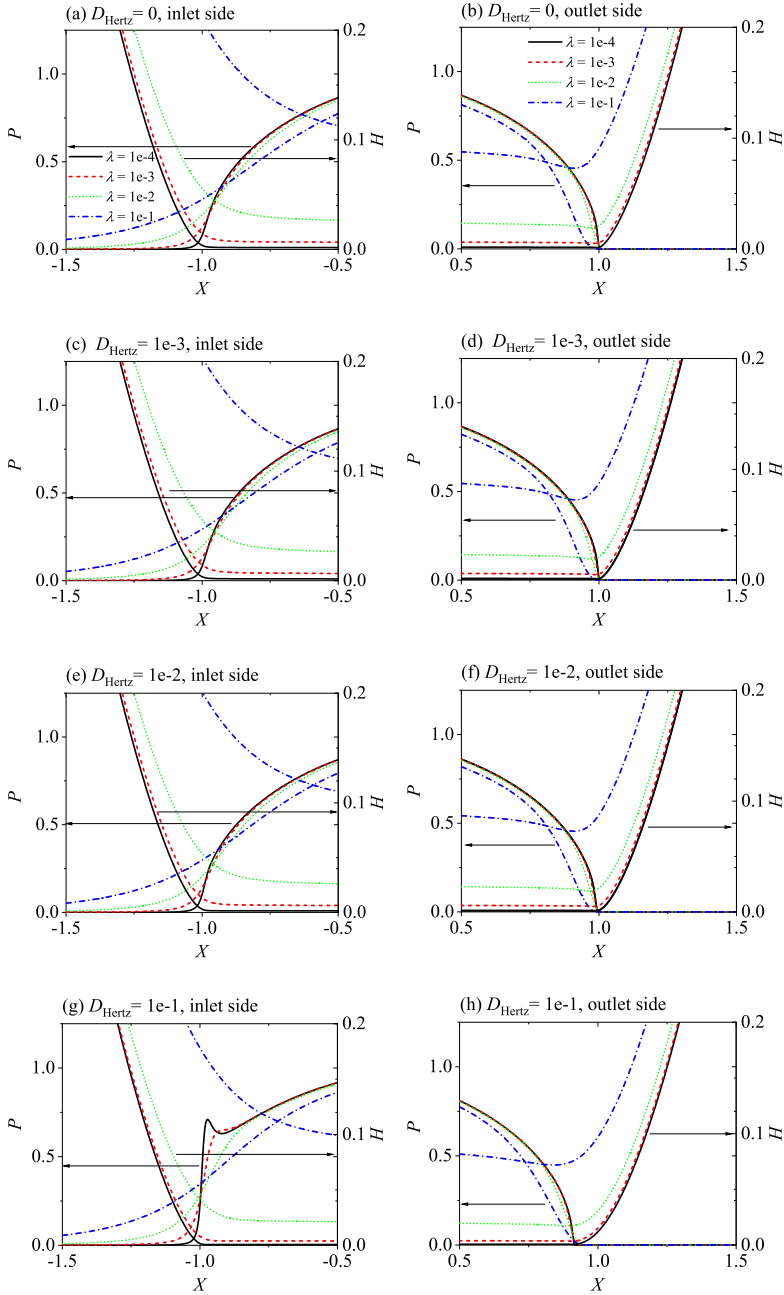 (a) D_Hertz= 0, inlet side
(b) D_Hertz= 0, outlet side
1.0
0.5
0.0
P
λ = 1e-4
λ = 1e-3
λ = 1e-2
λ = 1e-1
0.2
0.1
0.0
H
-1.5
-1.0
-0.5
X
1.0
0.5
0.0
P
λ = 1e-4
λ = 1e-3
λ = 1e-2
λ = 1e-1
0.2
0.1
0.0
H
0.5
1.0
1.5
X
(c) D_Hertz= 1e-3, inlet side
(d) D_Hertz= 1e-3, outlet side
1.0
0.5
0.0
P
0.2
0.1
0.0
H
-1.5
-1.0
-0.5
X
1.0
0.5
0.0
P
0.2
0.1
0.0
H
0.5
1.0
1.5
X
(e) D_Hertz= 1e-2, inlet side
(f) D_Hertz= 1e-2, outlet side
1.0
0.5
0.0
P
0.2
0.1
0.0
H
-1.5
-1.0
-0.5
X
1.0
0.5
0.0
P
0.2
0.1
0.0
H
0.5
1.0
1.5
X
(g) D_Hertz= 1e-1, inlet side
(h) D_Hertz= 1e-1, outlet side
1.0
0.5
0.0
P
0.2
0.1
0.0
H
-1.5
-1.0
-0.5
X
1.0
0.5
0.0
P
0.2
0.1
0.0
H
0.5
1.0
1.5
X